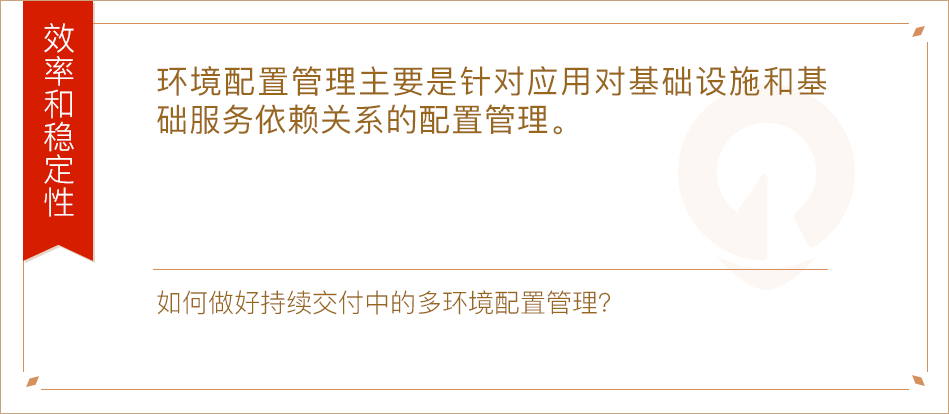 效率和稳定性
环境配置管理主要是针对应用对基础设施和基
础服务依赖关系的配置管理。
如何做好持续交付中的多环境配置管理？